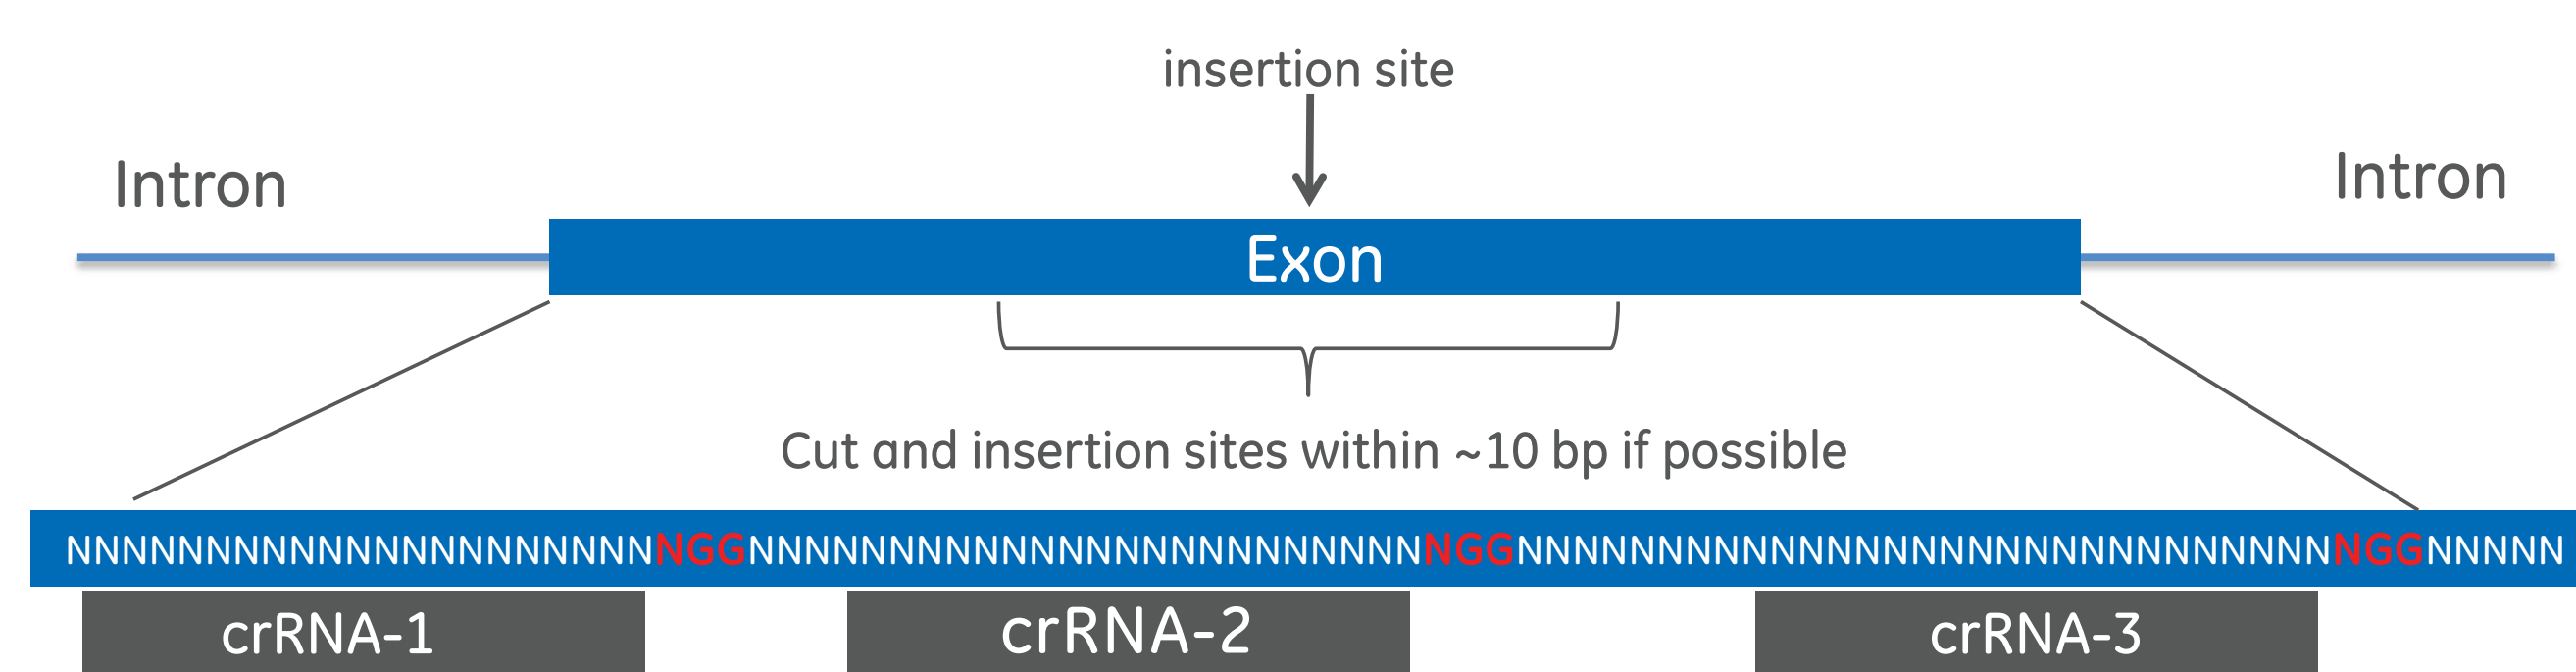 insertion site
Intron
Intron
Exon
Cut and insertion sites within ~10 bp if possible
NNNNNNNNNNNNNNNNNNNNNNGGNNNNNNNNNNNNNNNNNNNNNNNNNGGNNNNNNNNNNNNNNNNNNNNNNNNNNNNNNGGNNNNN
crRNA-1
crRNA-2
crRNA-3